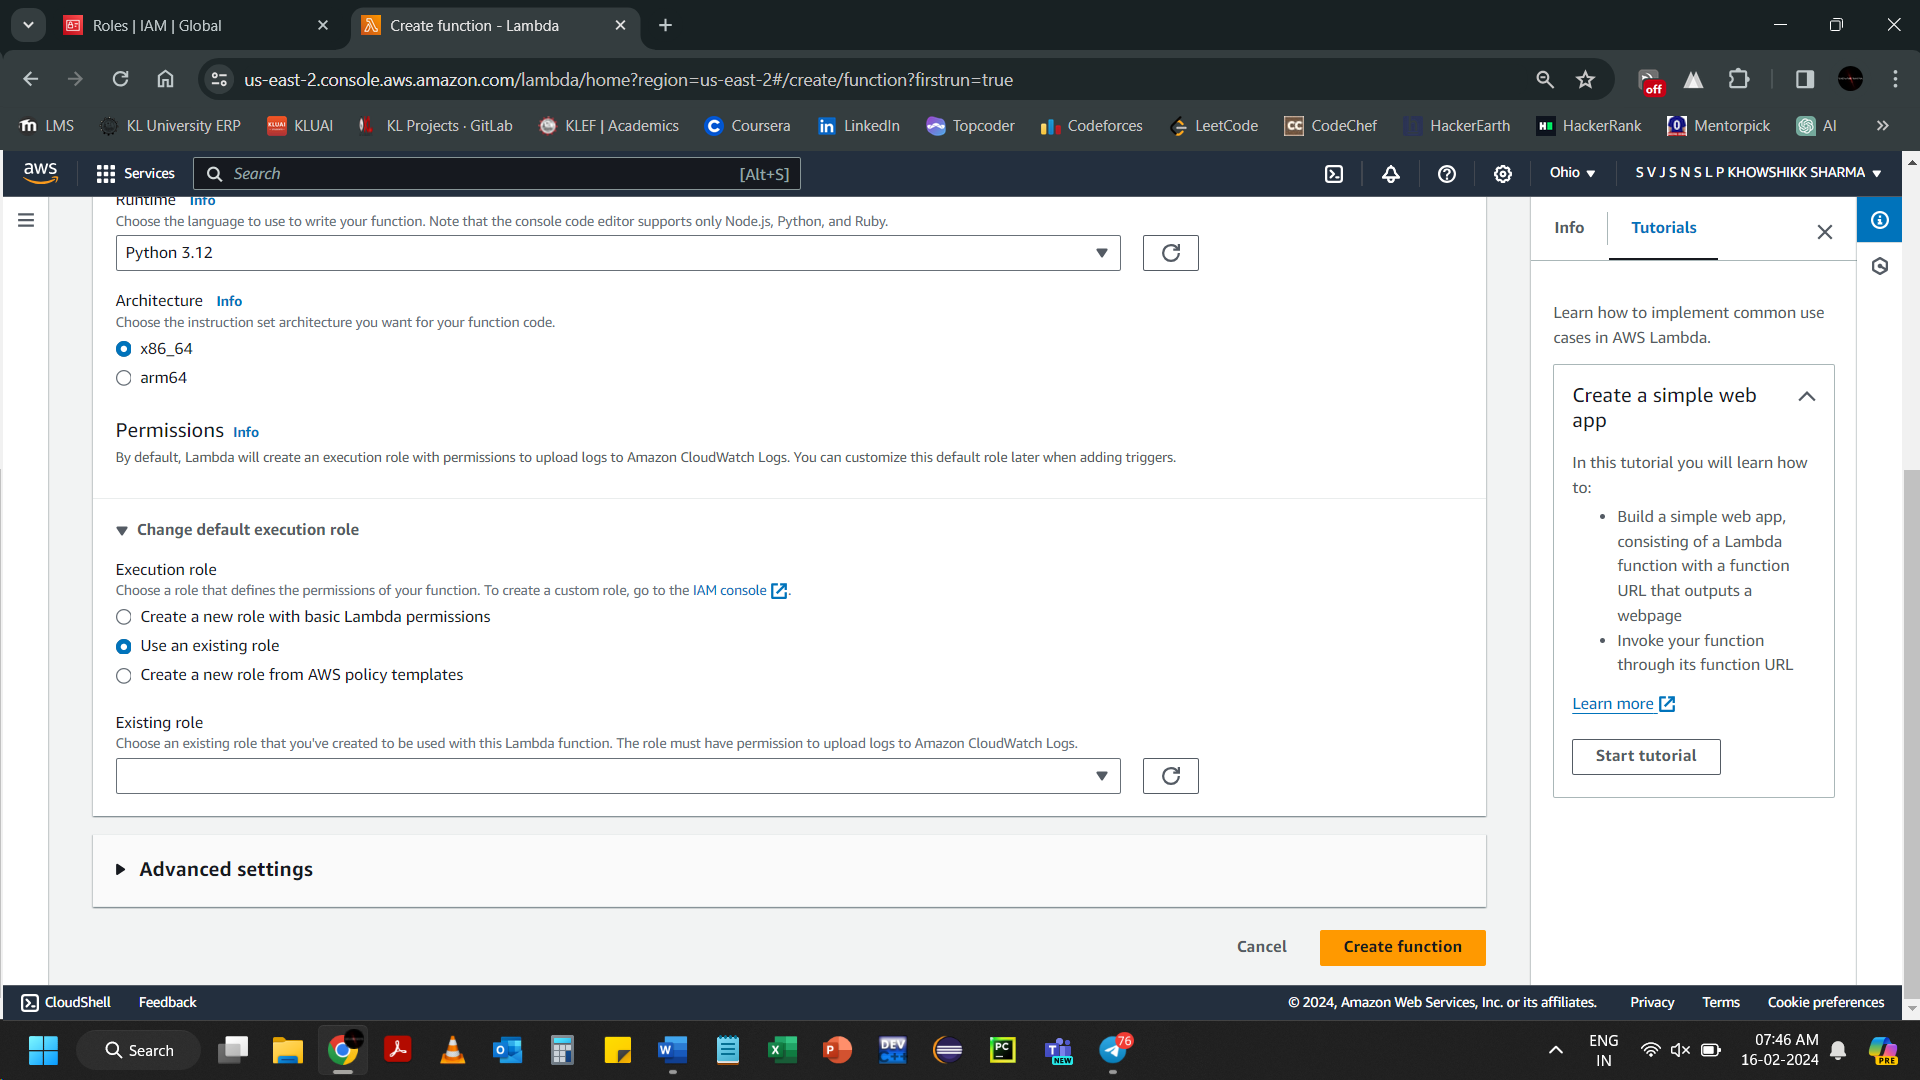 Roles | IAM | Global
Create function - Lambda
us-east-2.console.aws.amazon.com/lambda/home?region=us-east-2#/create/function?firstrun=true
off
LMS
KL University ERP
KLUAI
KL Projects · GitLab
KLEF | Academics
Coursera
LinkedIn
Topcoder
Codeforces
LeetCode
CodeChef
HackerEarth
HackerRank
Mentorpick
AI
aws
Services
Search
[Alt+S]
Ohio
S V J S N S L P KHOWSHIKK SHARMA
Runtime Info
Choose the language to use to write your function. Note that the console code editor supports only Node.js, Python, and Ruby.
Python 3.12
Architecture Info
Choose the instruction set architecture you want for your function code.
x86_64
arm64
Permissions Info
By default, Lambda will create an execution role with permissions to upload logs to Amazon CloudWatch Logs. You can customize this default role later when adding triggers.
Change default execution role
Execution role
Choose a role that defines the permissions of your function. To create a custom role, go to the IAM console.
Create a new role with basic Lambda permissions
Use an existing role
Create a new role from AWS policy templates
Existing role
Choose an existing role that you've created to be used with this Lambda function. The role must have permission to upload logs to Amazon CloudWatch Logs.
Advanced settings
Cancel
Create function
Info
Tutorials
Learn how to implement common use
cases in AWS Lambda.
Create a simple web
app
In this tutorial you will learn how
to:
• Build a simple web app,
consisting of a Lambda
function with a function
URL that outputs a
webpage
• Invoke your function
through its function URL
Learn more
Start tutorial
CloudShell
Feedback
© 2024, Amazon Web Services, Inc. or its affiliates.
Privacy
Terms
Cookie preferences
Search
DEV
PC
NEW
76
ENG
IN
07:46 AM
16-02-2024
PRE